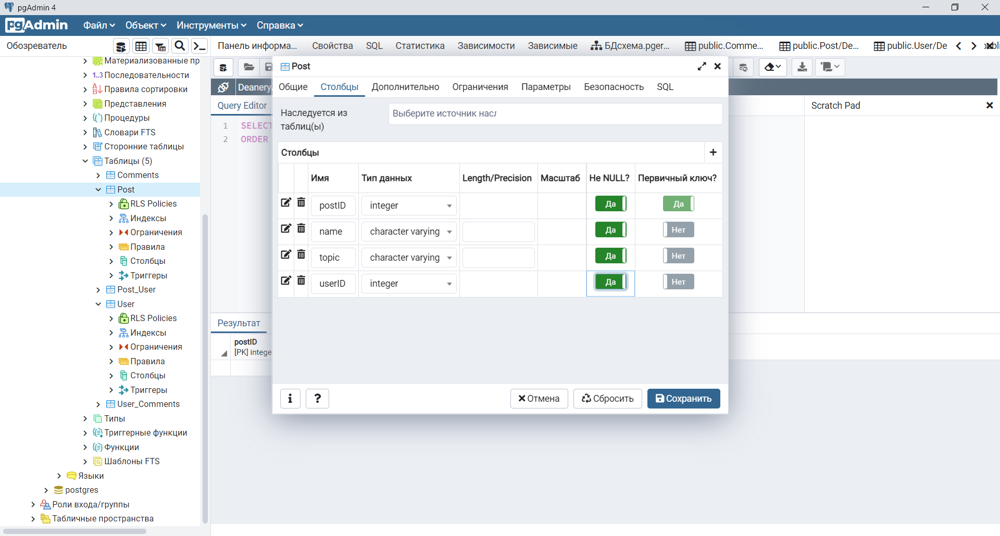 pgAdmin 4
pgAdmin Файл Объект Инструменты Справка
Обозреватель
Панель информа... Свойства SQL Статистика Зависимости Зависимые БДсхема.pger... public.Comme... public.Post/De... public.User/De
Материализованные пр
1..3 Последовательности
Правила сортировки
Представления
Процедуры
Словари FTS
Сторонние таблицы
Таблицы (5)
Comments
Post
RLS Policies
Индексы
Ограничения
Правила
Столбцы
Триггеры
Post_User
User
RLS Policies
Индексы
Ограничения
Правила
Столбцы
Триггеры
User_Comments
Типы
Триггерные функции
Функции
Шаблоны FTS
Языки
postgres
Роли входа/группы
Табличные пространства
Deanery
Query Editor
Scratch Pad
1 SELECT
2 ORDER
Результат
postID
[PK] intege
Post
Общие Столбцы Дополнительно Ограничения Параметры Безопасность SQL
Наследуется из
таблиц(ы)
Выберите источник нас
Столбцы +
Имя Тип данных Length/Precision Масштаб Не NULL? Первичный ключ?
postID integer Да Да
name character varying Да Нет
topic character varying Да Нет
userID integer Да Нет
i ? Отмена Сбросить Сохранить